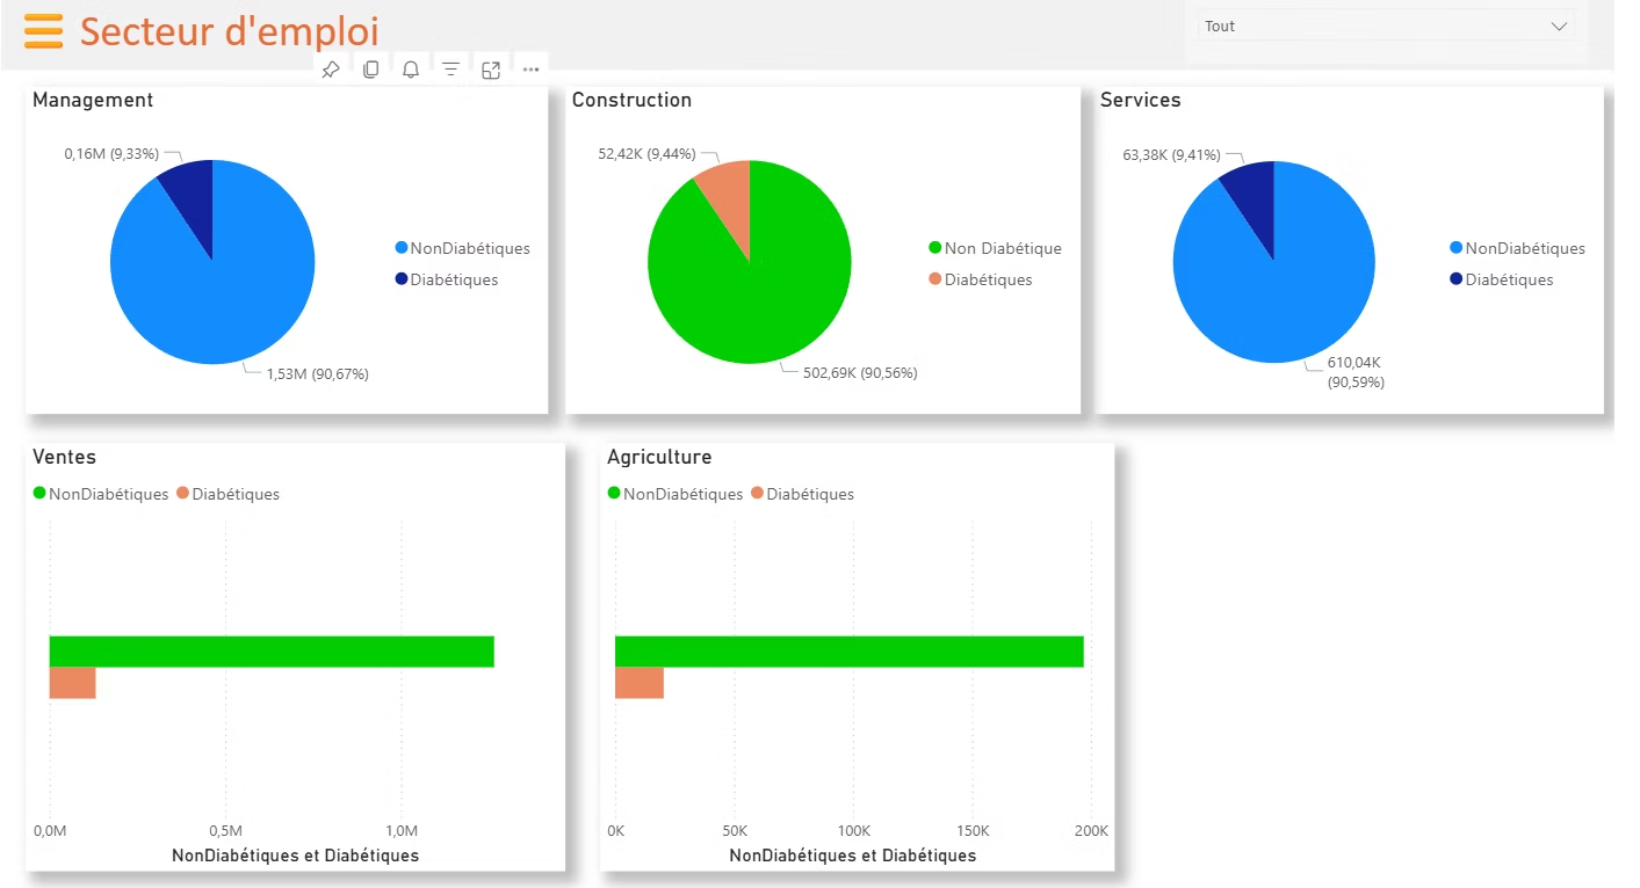 Secteur d'emploi
Tout
Management
0,16M (9,33%)
NonDiabétiques
Diabétiques
1,53M (90,67%)
Construction
52,42K (9,44%)
Non Diabétique
Diabétiques
502,69K (90,56%)
Services
63,38K (9,41%)
NonDiabétiques
Diabétiques
610,04K
(90,59%)
Ventes
NonDiabétiques Diabétiques
0,0M 0,5M 1,0M
NonDiabétiques et Diabétiques
Agriculture
NonDiabétiques Diabétiques
0K 50K 100K 150K 200K
NonDiabétiques et Diabétiques